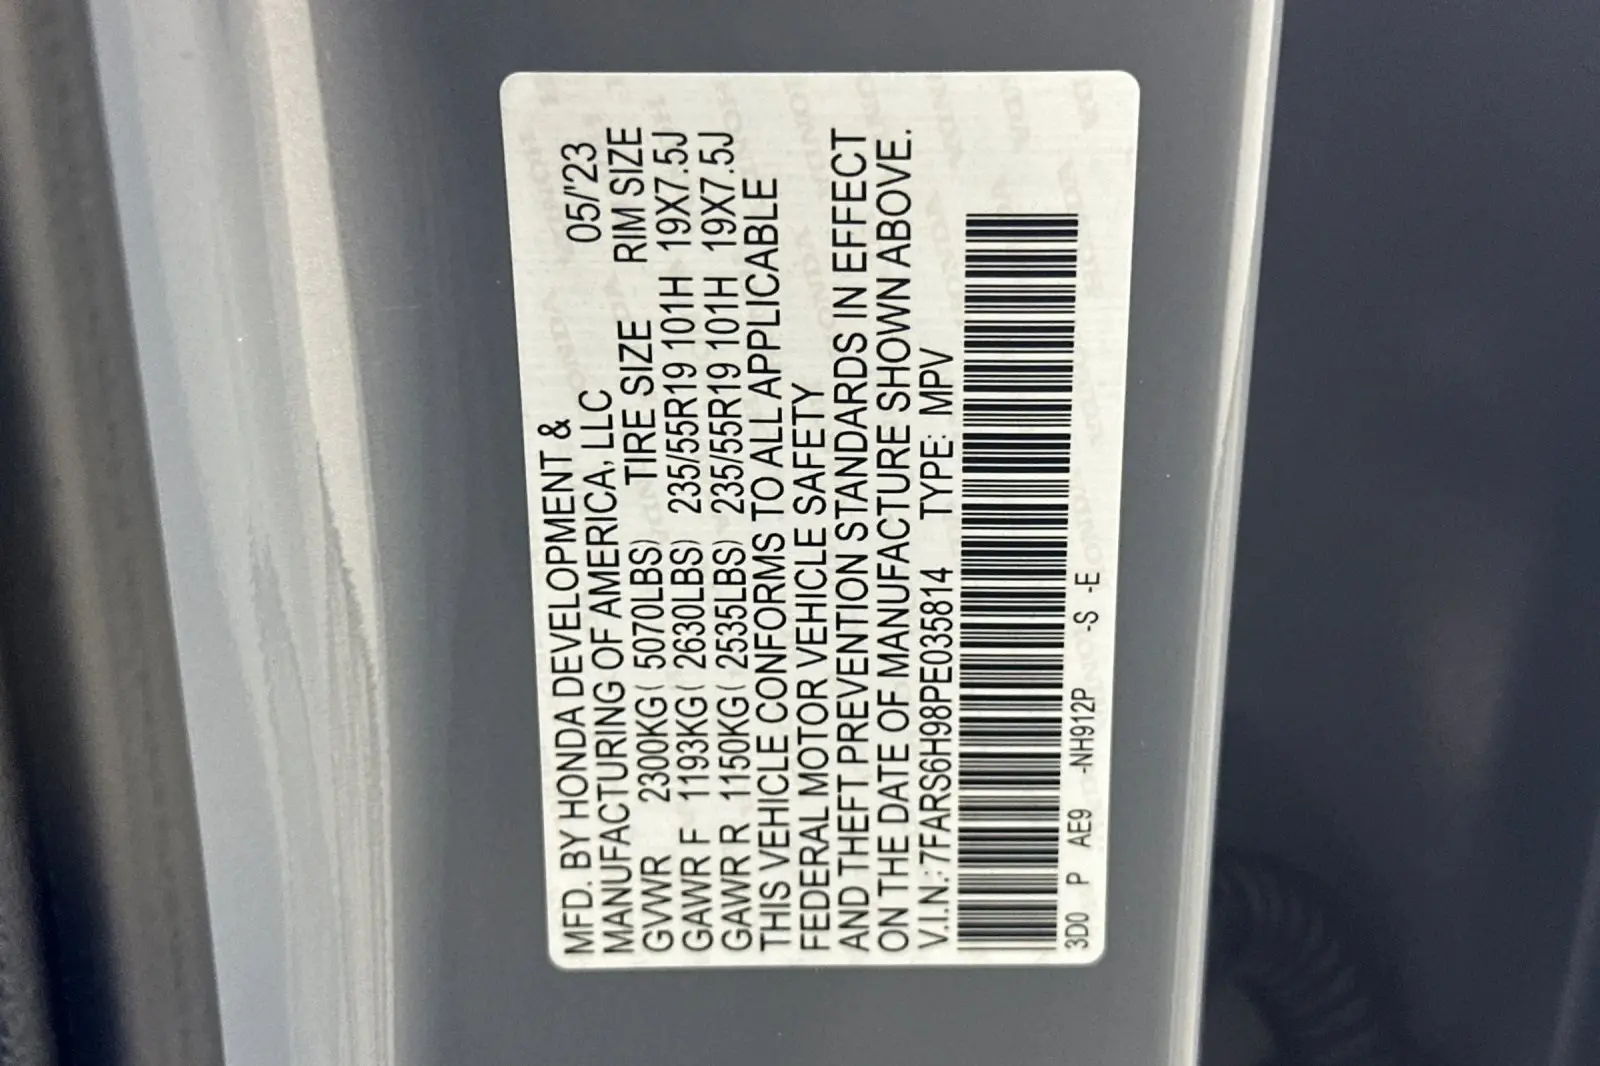 MFD. BY HONDA DEVELOPMENT & 05/'23
MANUFACTURING OF AMERICA, LLC
TIRE SIZE RIM SIZE
GVWR 2300KG ( 5070LBS)
GAWR F 1193KG ( 2630LBS) 235/55R19 101H 19X7.5J
GAWR R 1150KG ( 2535LBS) 235/55R19 101H 19X7.5J
THIS VEHICLE CONFORMS TO ALL APPLICABLE
FEDERAL MOTOR VEHICLE SAFETY
AND THEFT PREVENTION STANDARDS IN EFFECT
ON THE DATE OF MANUFACTURE SHOWN ABOVE.
V.I.N.:7FARS6H98PE035814 TYPE: MPV
3D0 P AE9 -NH912P -S -E